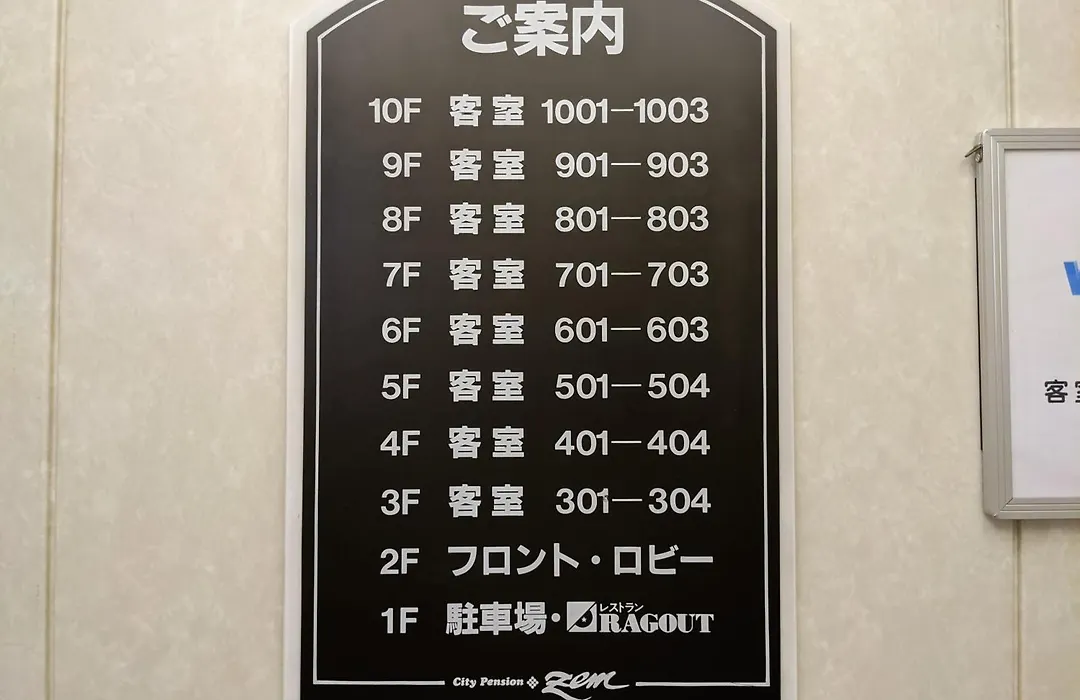 ご案内
10F 客室 1001—1003
9F 客室 901—903
8F 客室 801—803
7F 客室 701—703
6F 客室 601—603
5F 客室 501—504
4F 客室 401—404
3F 客室 301—304
2F フロント・ロビー
1F 駐車場・レストラン RAGOUT
City Pension Zem
客室